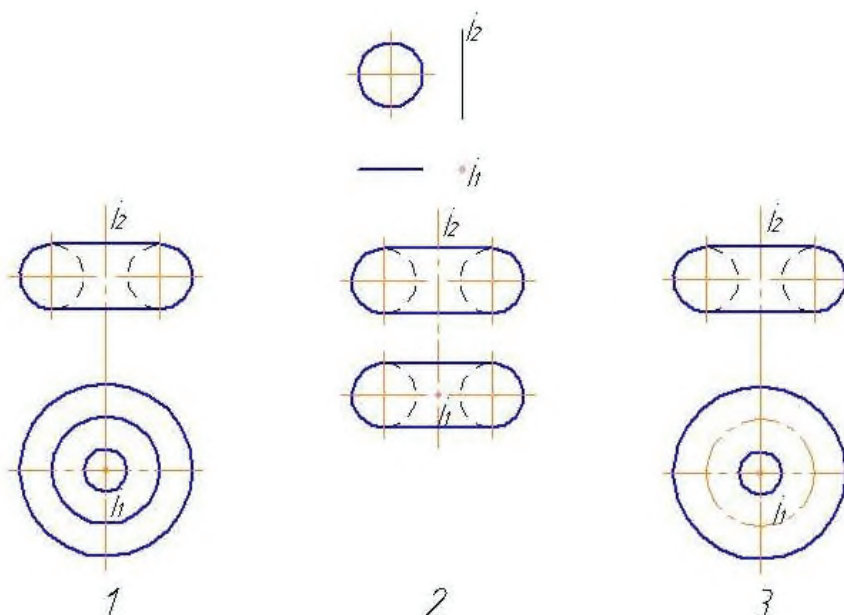 i₂
i₁
i₂ i₂ i₂
i₁ i₁ i₁
1 2 3